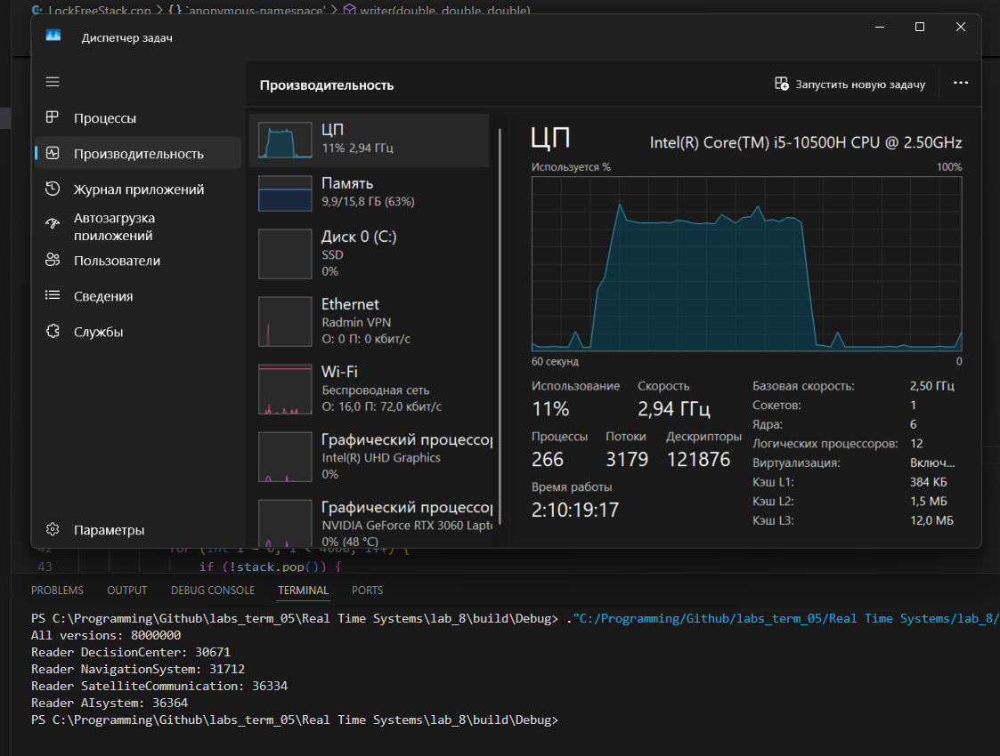 LockFreeStack.cpp > {} `anonymous-namespace' > writer(double, double, double)
Диспетчер задач
Производительность
Запустить новую задачу
Процессы
Производительность
Журнал приложений
Автозагрузка
приложений
Пользователи
Сведения
Службы
Параметры
ЦП
11% 2,94 ГГц
Память
9,9/15,8 ГБ (63%)
Диск 0 (C:)
SSD
0%
Ethernet
Radmin VPN
О: 0 П: 0 кбит/с
Wi-Fi
Беспроводная сеть
О: 16,0 П: 72,0 кбит/с
Графический процессор
Intel(R) UHD Graphics
0%
Графический процессор
NVIDIA GeForce RTX 3060 Lapto
0% (48 °C)
ЦП
Intel(R) Core(TM) i5-10500H CPU @ 2.50GHz
Используется %
100%
60 секунд
0
Использование
Скорость
11%
2,94 ГГц
Процессы
Потоки
Дескрипторы
266
3179
121876
Время работы
2:10:19:17
Базовая скорость:
2,50 ГГц
Сокетов:
1
Ядра:
6
Логических процессоров:
12
Виртуализация:
Включ...
Кэш L1:
384 КБ
Кэш L2:
1,5 МБ
Кэш L3:
12,0 МБ
42 for (int i = 0; i < 4000; i++) {
43 if (!stack.pop()) {
PROBLEMS
OUTPUT
DEBUG CONSOLE
TERMINAL
PORTS
PS C:\Programming\Github\labs_term_05\Real Time Systems\lab_8\build\Debug> ."C:/Programming/Github/labs_term_05/Real Time Systems/lab_8/
All versions: 8000000
Reader DecisionCenter: 30671
Reader NavigationSystem: 31712
Reader SatelliteCommunication: 36334
Reader AIsystem: 36364
PS C:\Programming\Github\labs_term_05\Real Time Systems\lab_8\build\Debug>